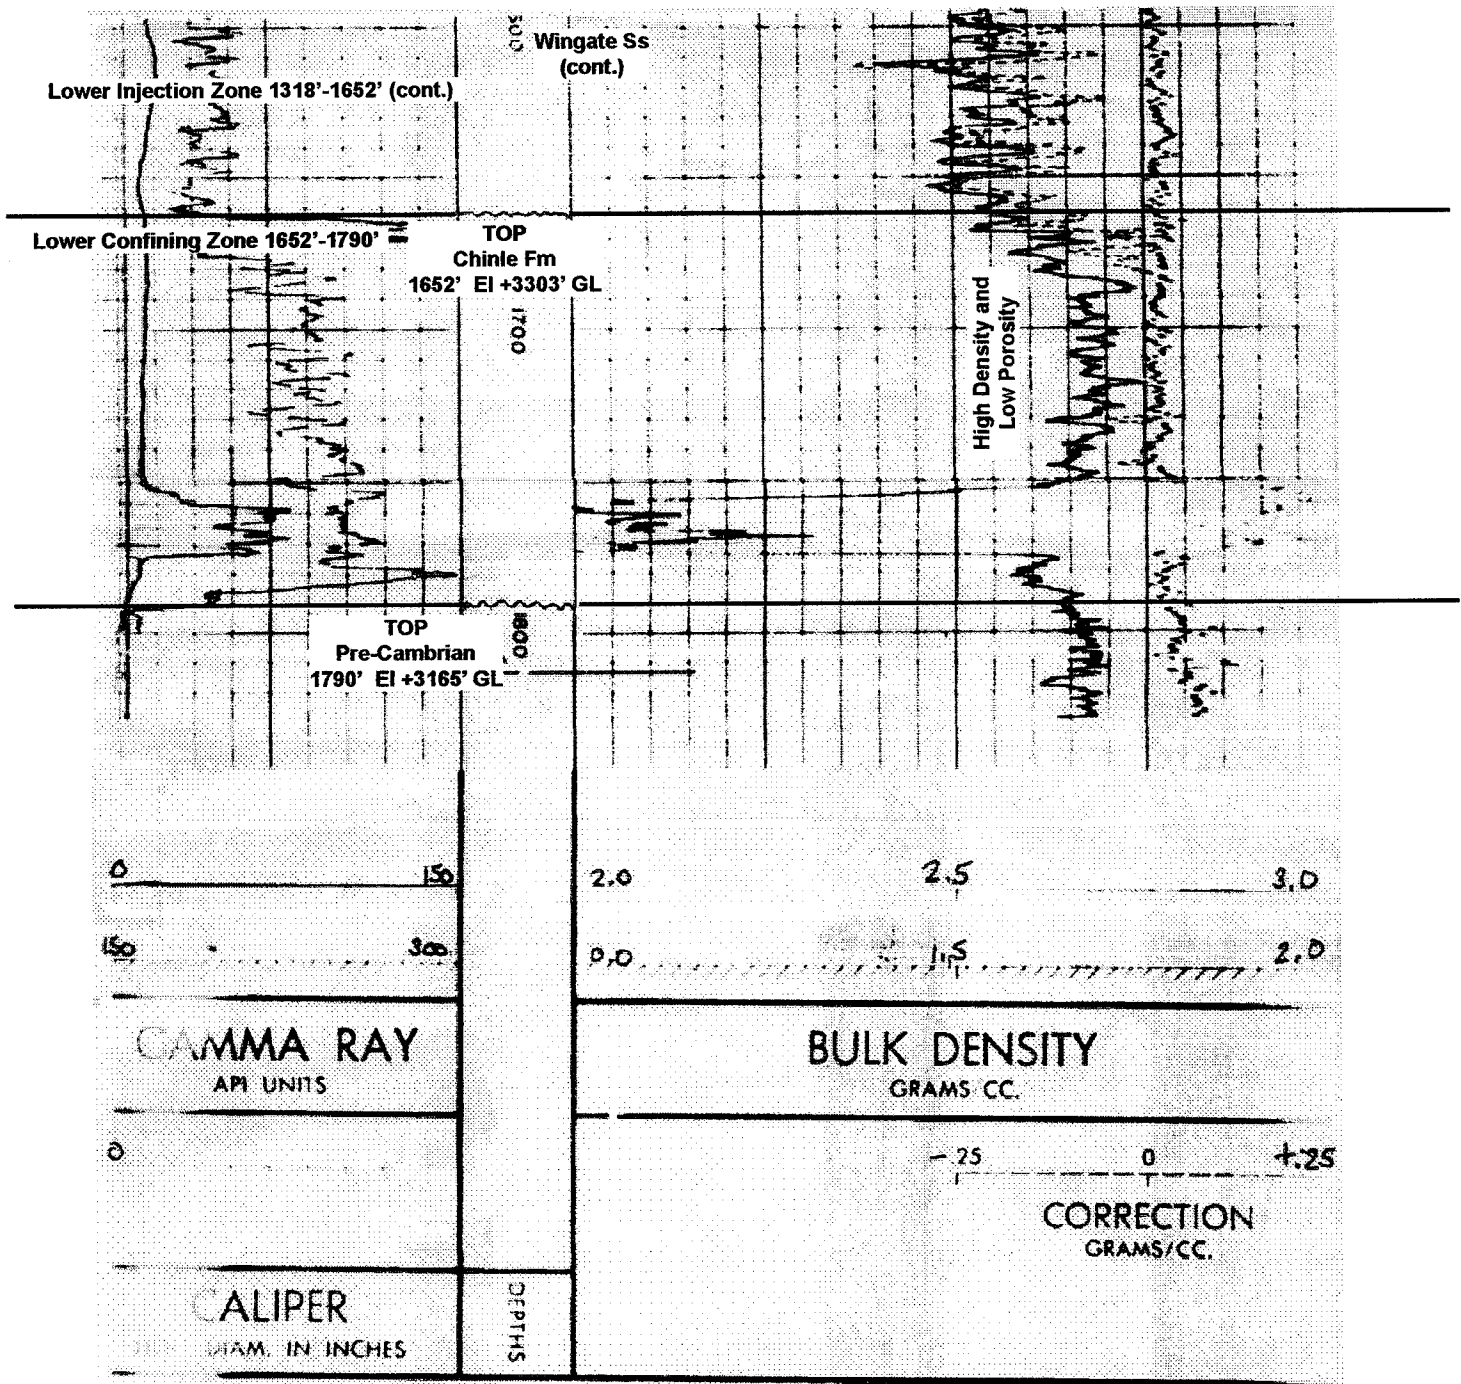 Wingate Ss
(cont.)
Lower Injection Zone 1318'-1652' (cont.)
Lower Confining Zone 1652'-1790'
TOP
Chinle Fm
1652' El +3303' GL
1700
High Density and
Low Porosity
TOP
Pre-Cambrian
1790' El +3165' GL
1800
0 150 2.0 2.5 3.0
150 300 0.0 1.5 2.0
GAMMA RAY
API UNITS
BULK DENSITY
GRAMS CC.
0
-.25 0 +.25
CORRECTION
GRAMS/CC.
CALIPER
DIAM. IN INCHES
DEPTHS